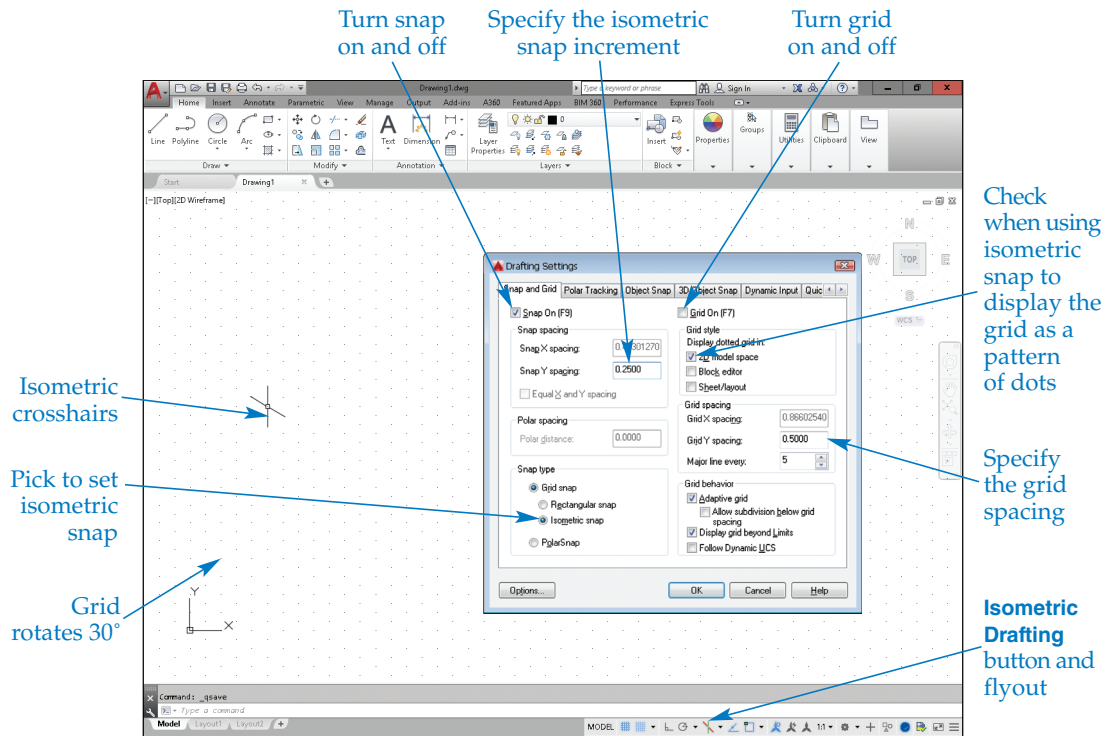 Turn snap
on and off
Specify the isometric
snap increment
Turn grid
on and off
Drawing1.dwg
Type a keyword or phrase
Sign In
Home Insert Annotate Parametric View Manage Output Add-ins A360 Featured Apps BIM 360 Performance Express Tools
Line Polyline Circle Arc
Text Dimension
Layer
Properties
0
Insert
Properties
Groups
Utilities
Clipboard
View
Draw
Modify
Annotation
Layers
Block
Start
Drawing1
[−][Top][2D Wireframe]
N
W
TOP
E
S
WCS
Drafting Settings
Snap and Grid
Polar Tracking
Object Snap
3D Object Snap
Dynamic Input
Quic
Snap On (F9)
Grid On (F7)
Snap spacing
Snap X spacing:
Snap Y spacing:
0.2500
Equal X and Y spacing
Polar spacing
Polar distance:
0.0000
Snap type
Grid snap
Rectangular snap
Isometric snap
PolarSnap
Grid style
Display dotted grid in:
2D model space
Block editor
Sheet/layout
Grid spacing
Grid X spacing:
0.86602540
Grid Y spacing:
0.5000
Major line every:
5
Grid behavior
Adaptive grid
Allow subdivision below grid
spacing
Display grid beyond Limits
Follow Dynamic UCS
Options...
OK
Cancel
Help
Check
when using
isometric
snap to
display the
grid as a
pattern
of dots
Isometric
crosshairs
Pick to set
isometric
snap
Specify
the grid
spacing
Grid
rotates 30°
Y
X
Isometric
Drafting
button and
flyout
Command: _qsave
Type a command
Model Layout1 Layout2 +
MODEL
1:1